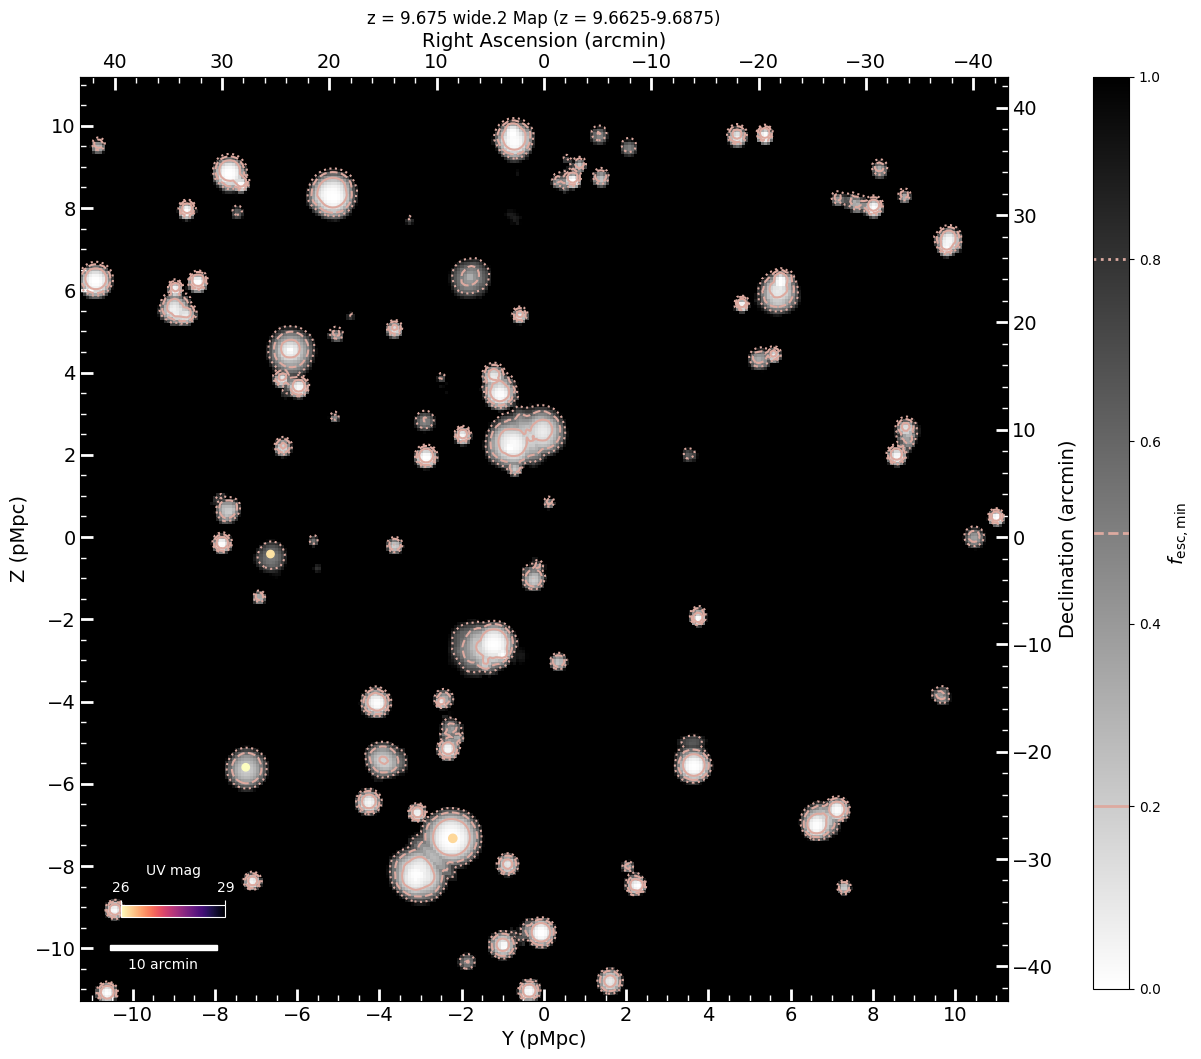 z = 9.675 wide.2 Map (z = 9.6625-9.6875)
Right Ascension (arcmin)
40 30 20 10 0 −10 −20 −30 −40
10
8
6
4
2
0
−2
−4
−6
−8
−10
Z (pMpc)
40
30
20
10
0
−10
−20
−30
−40
Declination (arcmin)
1.0
0.8
0.6
0.4
0.2
0.0
fesc,min
UV mag
26 29
10 arcmin
−10 −8 −6 −4 −2 0 2 4 6 8 10
Y (pMpc)